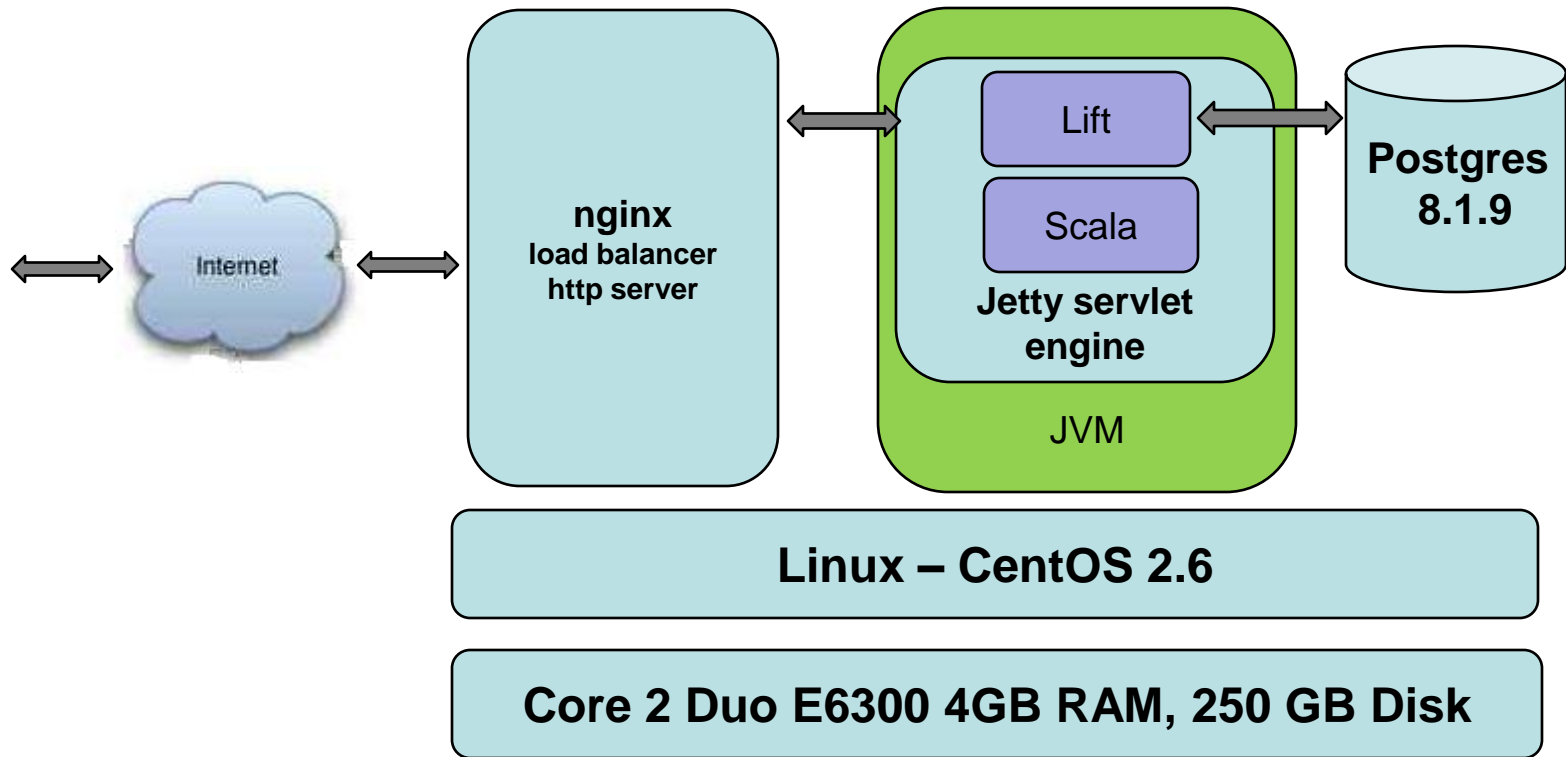 Internet
nginx
load balancer
http server
Lift
Scala
Jetty servlet
engine
JVM
Postgres
8.1.9
Linux – CentOS 2.6
Core 2 Duo E6300 4GB RAM, 250 GB Disk